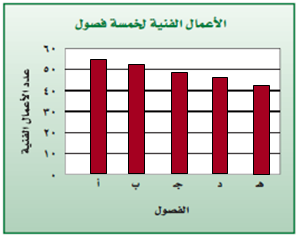 الأعمال الفنية لخمسة فصول
عدد الأعمال الفنية
٦٠
٥٠
٤٠
٣٠
٢٠
١٠
٠
أ ب جـ د هـ
الفصول